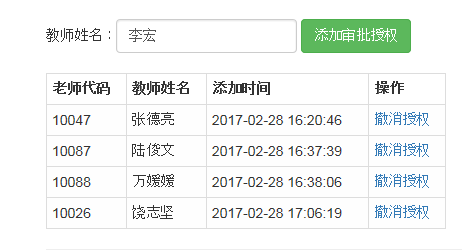 教师姓名： 李宏 添加审批授权
老师代码 教师姓名 添加时间 操作
10047 张德亮 2017-02-28 16:20:46 撤消授权
10087 陆俊文 2017-02-28 16:37:39 撤消授权
10088 万媛媛 2017-02-28 16:38:06 撤消授权
10026 饶志坚 2017-02-28 17:06:19 撤消授权